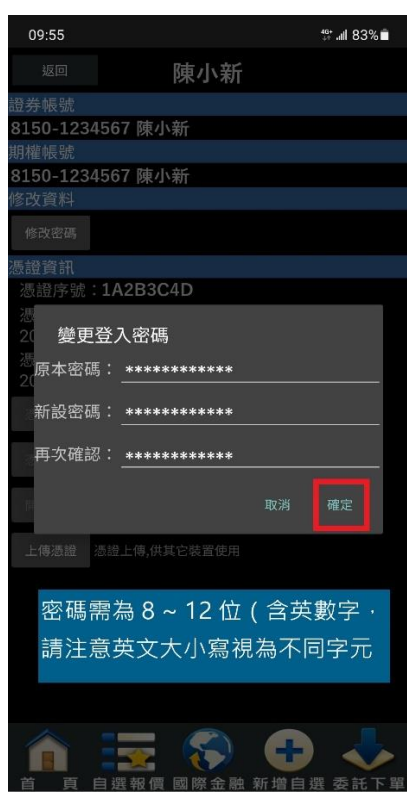 09:55
4G+ 83%
返回
陳小新
證券帳號
8150-1234567 陳小新
期權帳號
8150-1234567 陳小新
修改資料
修改密碼
憑證資訊
憑證序號：1A2B3C4D
憑
20
變更登入密碼
憑
20
原本密碼：************
新設密碼：************
再次確認：************
取消
確定
上傳憑證
憑證上傳,供其它裝置使用
密碼需為 8 ~ 12 位 ( 含英數字，
請注意英文大小寫視為不同字元
首 頁
自選報價
國際金融
新增自選
委託下單